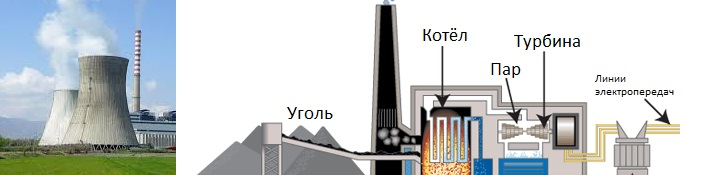 Котёл
Турбина
Пар
Линии
электропередач
Уголь